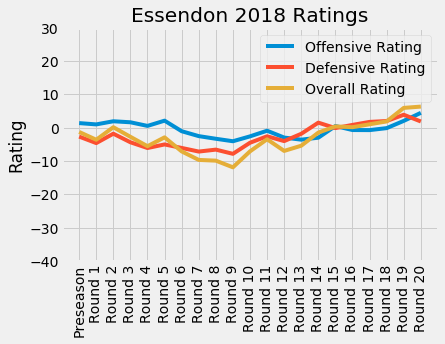 Essendon 2018 Ratings
Offensive Rating
Defensive Rating
Overall Rating
Rating
30
20
10
0
−10
−20
−30
−40
Preseason
Round 1
Round 2
Round 3
Round 4
Round 5
Round 6
Round 7
Round 8
Round 9
Round 10
Round 11
Round 12
Round 13
Round 14
Round 15
Round 16
Round 17
Round 18
Round 19
Round 20